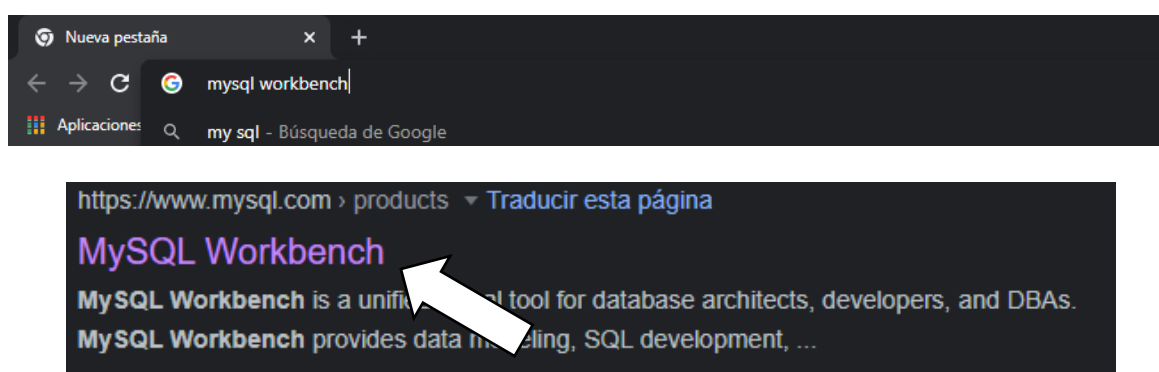 Nueva pestaña
mysql workbench
Aplicaciones
my sql - Búsqueda de Google
https://www.mysql.com › products Traducir esta página
MySQL Workbench
MySQL Workbench is a tool for database architects, developers, and DBAs.
MySQL Workbench provides data SQL development, ...